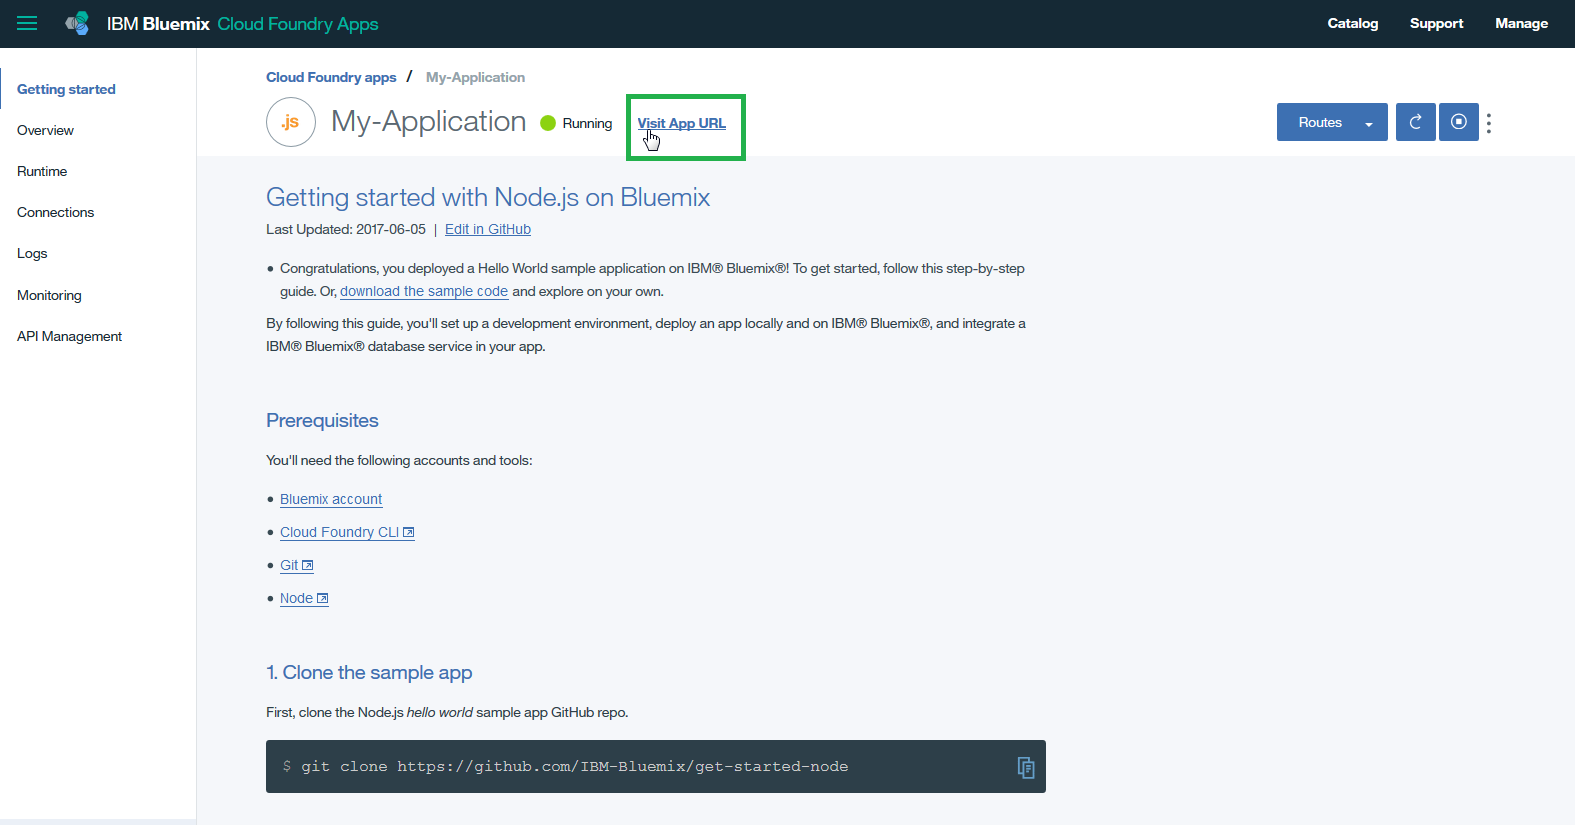 IBM Bluemix Cloud Foundry Apps
Catalog
Support
Manage
Getting started
Overview
Runtime
Connections
Logs
Monitoring
API Management
Cloud Foundry apps / My-Application
.js
My-Application
Running
Visit App URL
Routes
Getting started with Node.js on Bluemix
Last Updated: 2017-06-05 | Edit in GitHub
• Congratulations, you deployed a Hello World sample application on IBM® Bluemix®! To get started, follow this step-by-step
guide. Or, download the sample code and explore on your own.
By following this guide, you'll set up a development environment, deploy an app locally and on IBM® Bluemix®, and integrate a
IBM® Bluemix® database service in your app.
Prerequisites
You'll need the following accounts and tools:
• Bluemix account
• Cloud Foundry CLI
• Git
• Node
1. Clone the sample app
First, clone the Node.js hello world sample app GitHub repo.
$ git clone https://github.com/IBM-Bluemix/get-started-node